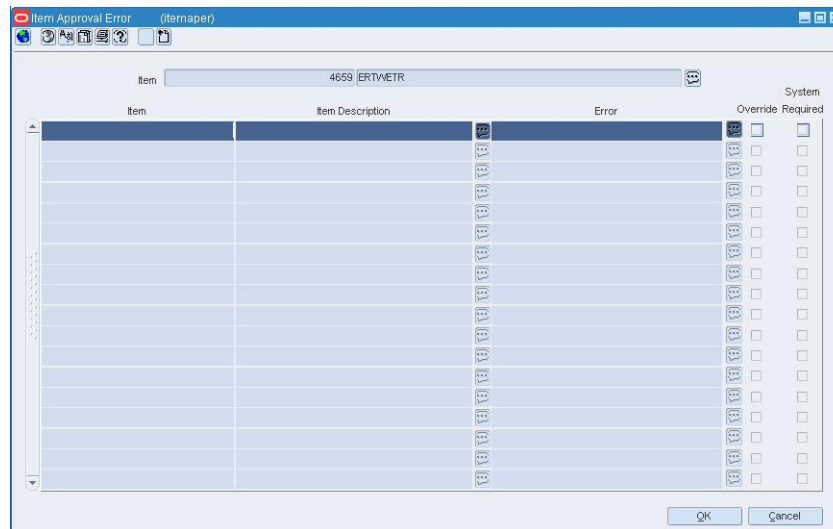 Item Approval Error (itemaper)
Item 4659 ERTWETR
System
Item Item Description Error Override Required
OK Cancel